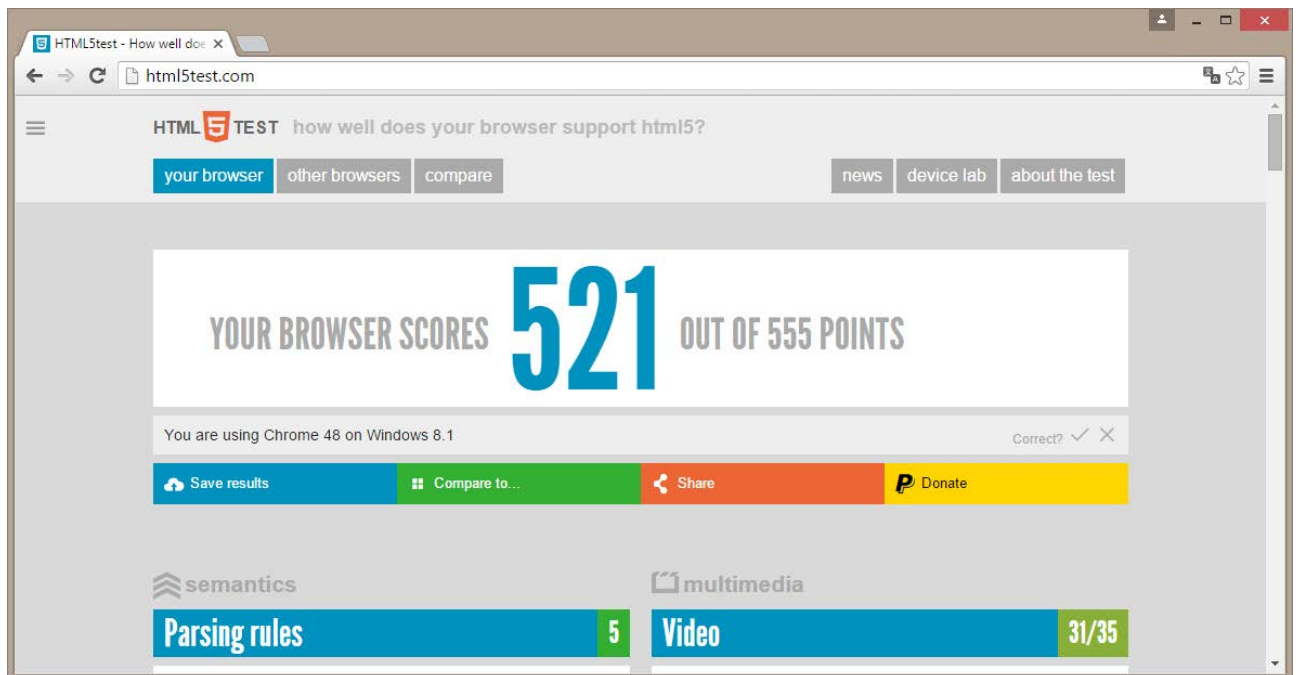 HTML5test - How well doe
html5test.com
HTML 5 TEST how well does your browser support html5?
your browser other browsers compare news device lab about the test
YOUR BROWSER SCORES 521 OUT OF 555 POINTS
You are using Chrome 48 on Windows 8.1 Correct?
Save results Compare to... Share Donate
semantics multimedia
Parsing rules 5 Video 31/35